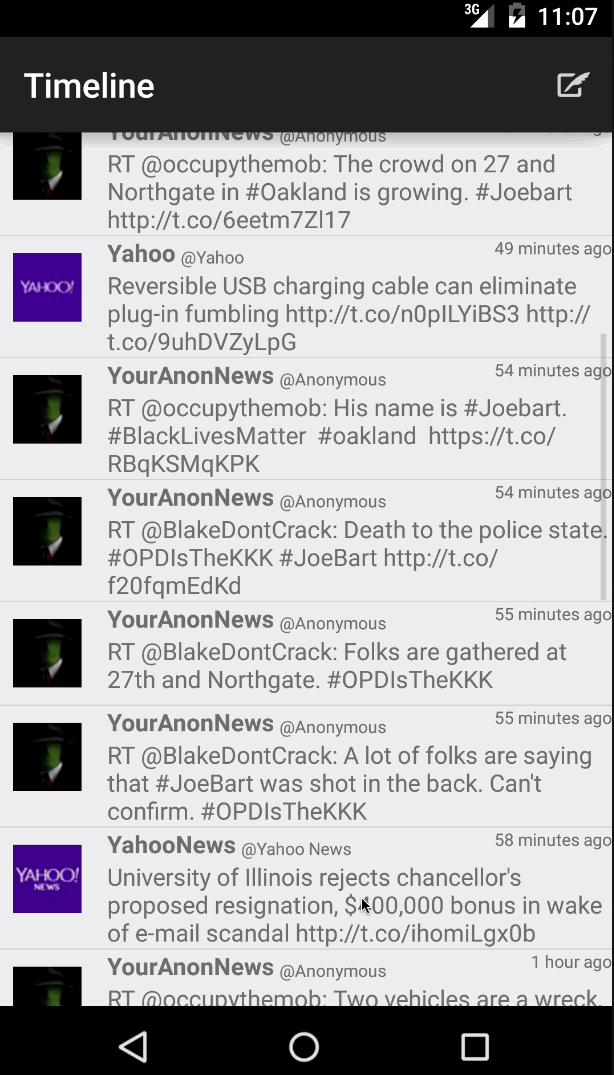 3G 11:07
Timeline
YourAnonNews @Anonymous
RT @occupythemob: The crowd on 27 and
Northgate in #Oakland is growing. #Joebart
http://t.co/6eetm7Zl17
YAHOO!
Yahoo @Yahoo 49 minutes ago
Reversible USB charging cable can eliminate
plug-in fumbling http://t.co/n0pILYiBS3 http://
t.co/9uhDVZyLpG
YourAnonNews @Anonymous 54 minutes ago
RT @occupythemob: His name is #Joebart.
#BlackLivesMatter  #oakland  https://t.co/
RBqKSMqKPK
YourAnonNews @Anonymous 54 minutes ago
RT @BlakeDontCrack: Death to the police state.
#OPDIsTheKKK #JoeBart http://t.co/
f20fqmEdKd
YourAnonNews @Anonymous 55 minutes ago
RT @BlakeDontCrack: Folks are gathered at
27th and Northgate. #OPDIsTheKKK
YourAnonNews @Anonymous 55 minutes ago
RT @BlakeDontCrack: A lot of folks are saying
that #JoeBart was shot in the back. Can't
confirm. #OPDIsTheKKK
YAHOO!
NEWS
YahooNews @Yahoo News 58 minutes ago
University of Illinois rejects chancellor's
proposed resignation, $400,000 bonus in wake
of e-mail scandal http://t.co/ihomiLgx0b
YourAnonNews @Anonymous 1 hour ago
RT @occupythemob: Two vehicles are a wreck.